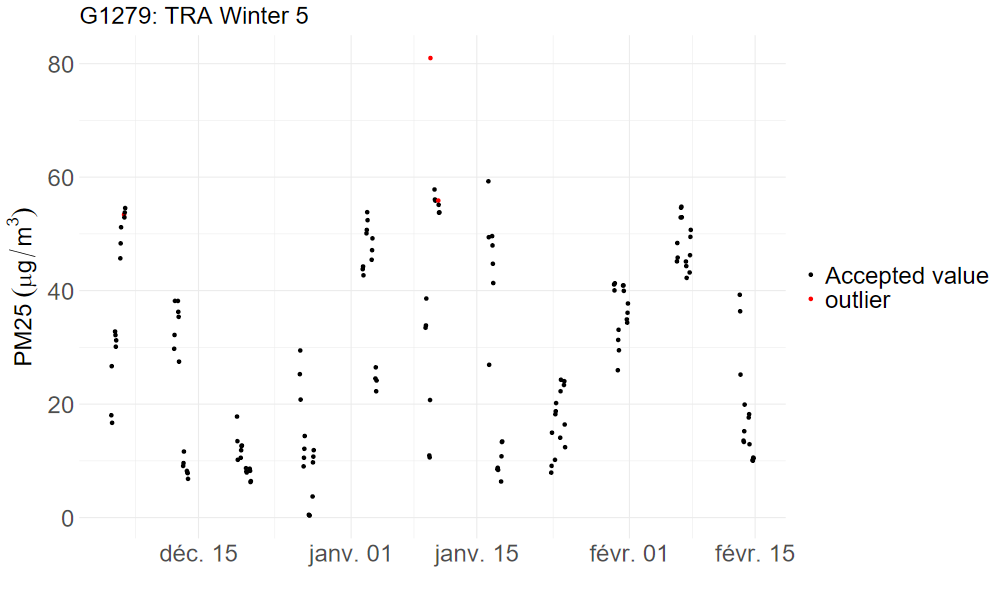 G1279: TRA Winter 5
PM25 (μg/m³)
80
60
40
20
0
déc. 15
janv. 01
janv. 15
févr. 01
févr. 15
Accepted value
outlier